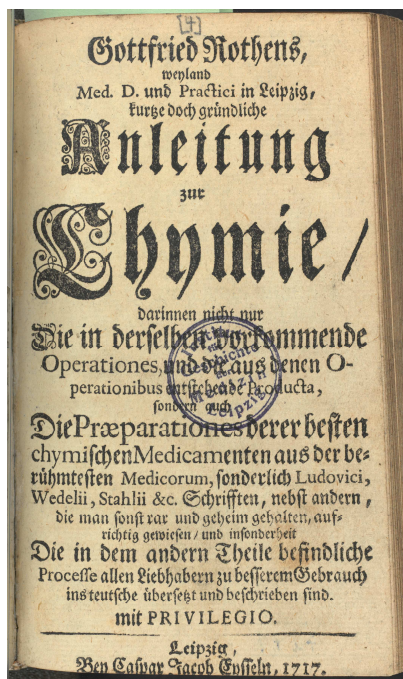 [4]
Gottfried Rothens,
weyland
Med. D. und Practici in Leipzig,
kurtze doch gründliche
Anleitung
zur
Chymie /
darinnen nicht nur
Die in derselben vorkommende
Operationes, und die aus denen O-
perationibus entstehende Producta,
sondern auch
Die Præparationes derer besten
chymischen Medicamenten aus der be-
rühmtesten Medicorum, sonderlich Ludovici,
Wedelii, Stahlii &c. Schrifften, nebst andern,
die man sonst rar und geheim gehalten, auf-
richtig gewiesen / und insonderheit
Die in dem andern Theile befindliche
Processe allen Liebhabern zu besserem Gebrauch
ins teutsche übersetzt und beschrieben sind.
mit PRIVILEGIO.
Leipzig,
Bey Caspar Jacob Eysseln, 1717.